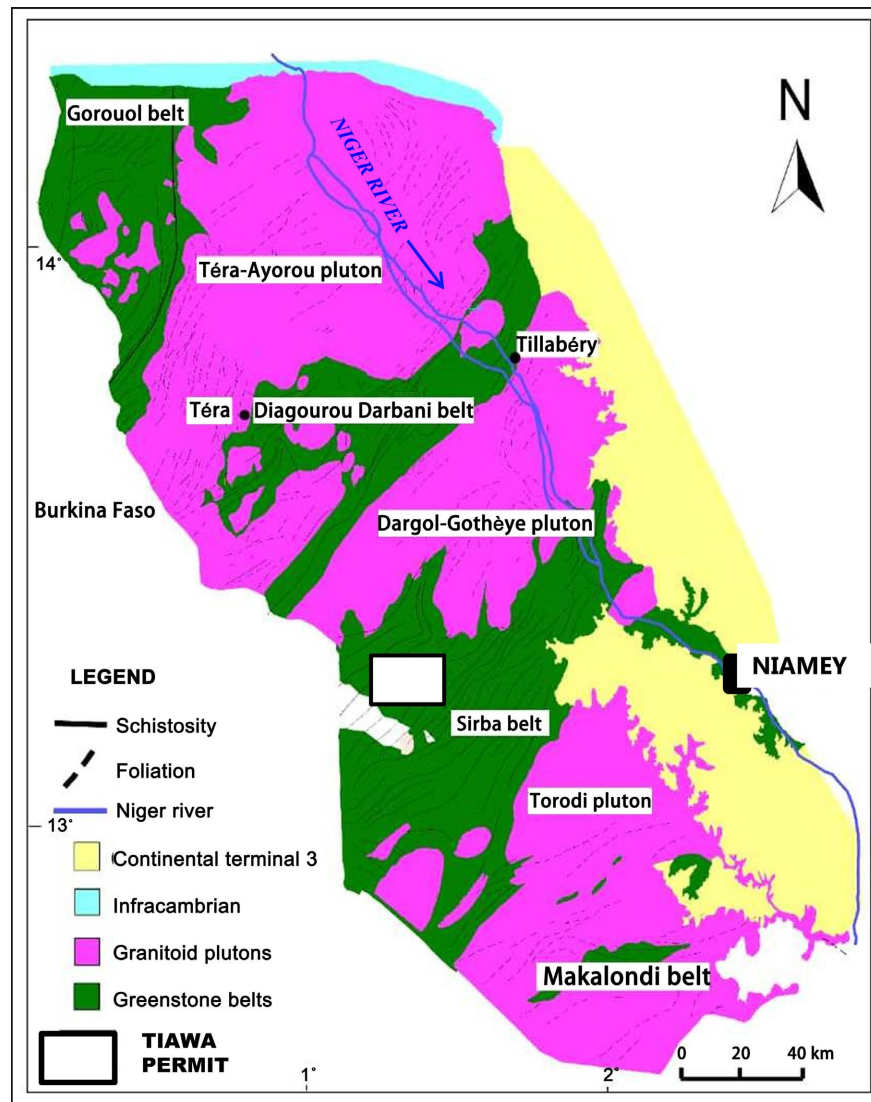 Gorouol belt
N
NIGER RIVER
14°
Téra-Ayorou pluton
Tillabéry
Téra
Diagourou Darbani belt
Burkina Faso
Dargol-Gothèye pluton
NIAMEY
LEGEND
Schistosity
Sirba belt
Foliation
Niger river
Torodi pluton
13°
Continental terminal 3
Infracambrian
Granitoid plutons
Makalondi belt
Greenstone belts
TIAWA
PERMIT
0 20 40 km
1°
2°